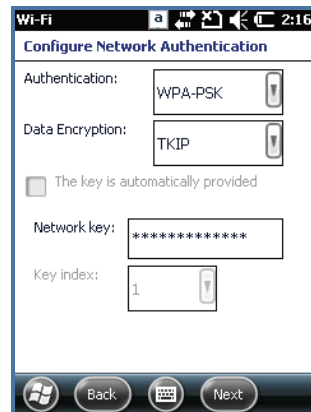 Wi-Fi a 2:16
Configure Network Authentication
Authentication:
WPA-PSK
Data Encryption:
TKIP
The key is automatically provided
Network key: *************
Key index:
1
Back Next